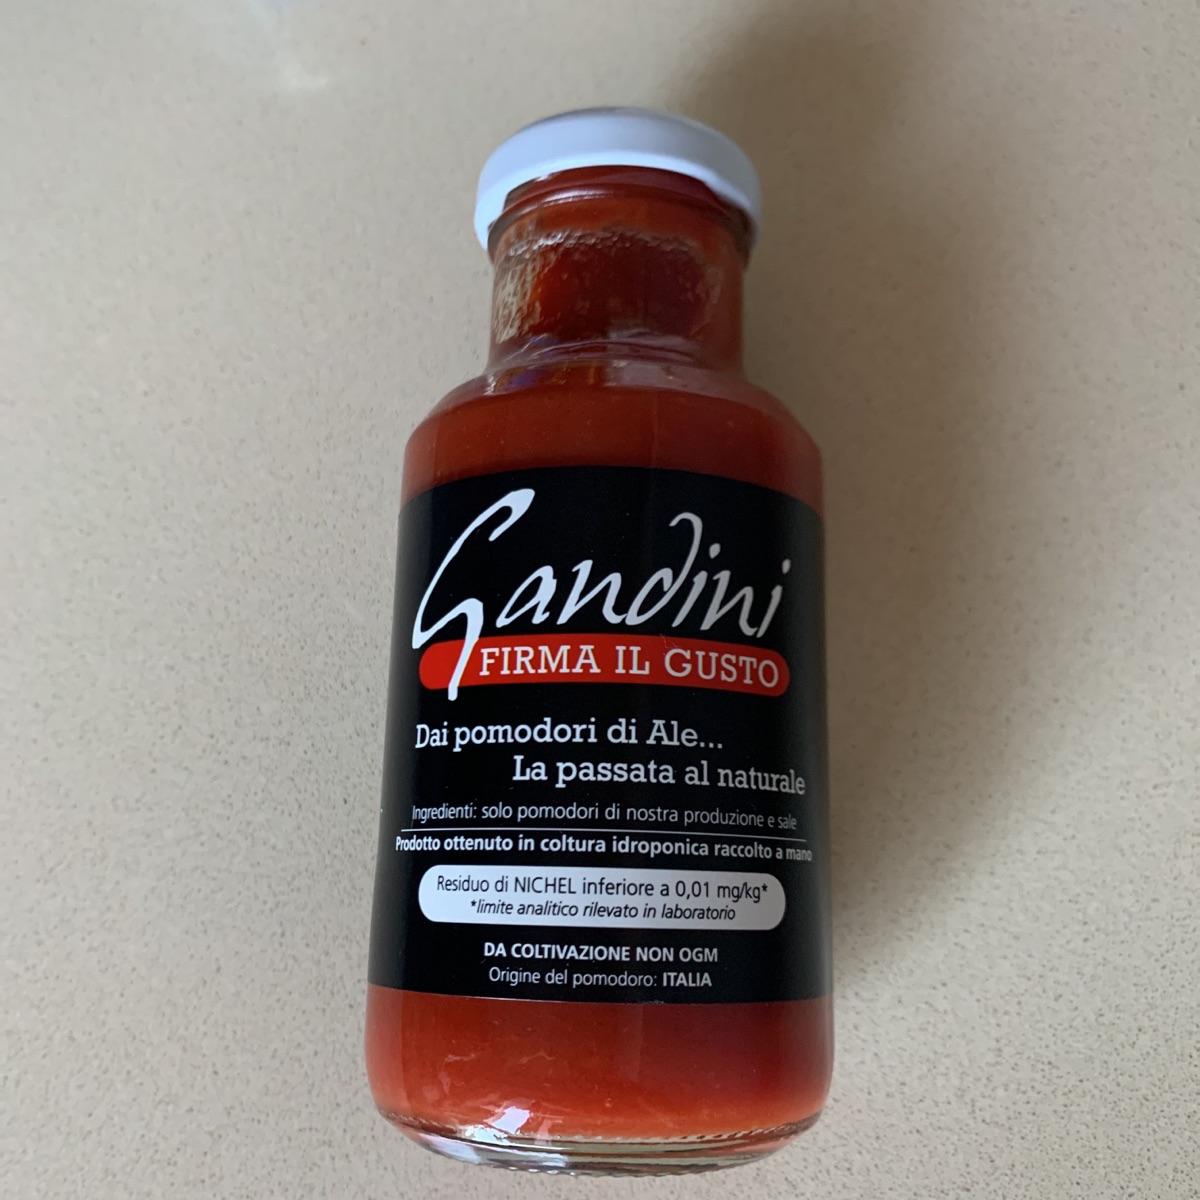 Gandini
FIRMA IL GUSTO
Dai pomodori di Ale...
La passata al naturale
Ingredienti: solo pomodori di nostra produzione e sale
Prodotto ottenuto in coltura idroponica raccolto a mano
Residuo di NICHEL inferiore a 0,01 mg/kg*
*limite analitico rilevato in laboratorio
DA COLTIVAZIONE NON OGM
Origine del pomodoro: ITALIA